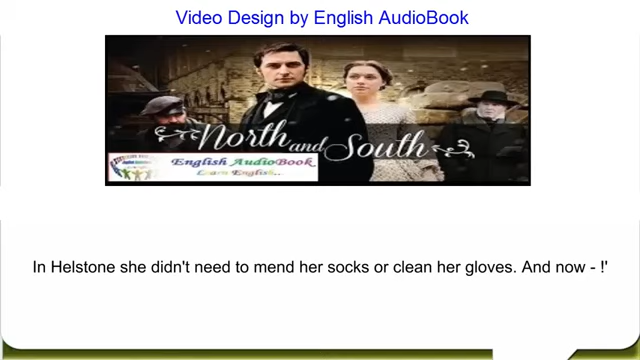 Video Design by English AudioBook
North and South
English AudioBook
Learn English...
In Helstone she didn't need to mend her socks or clean her gloves. And now - !'